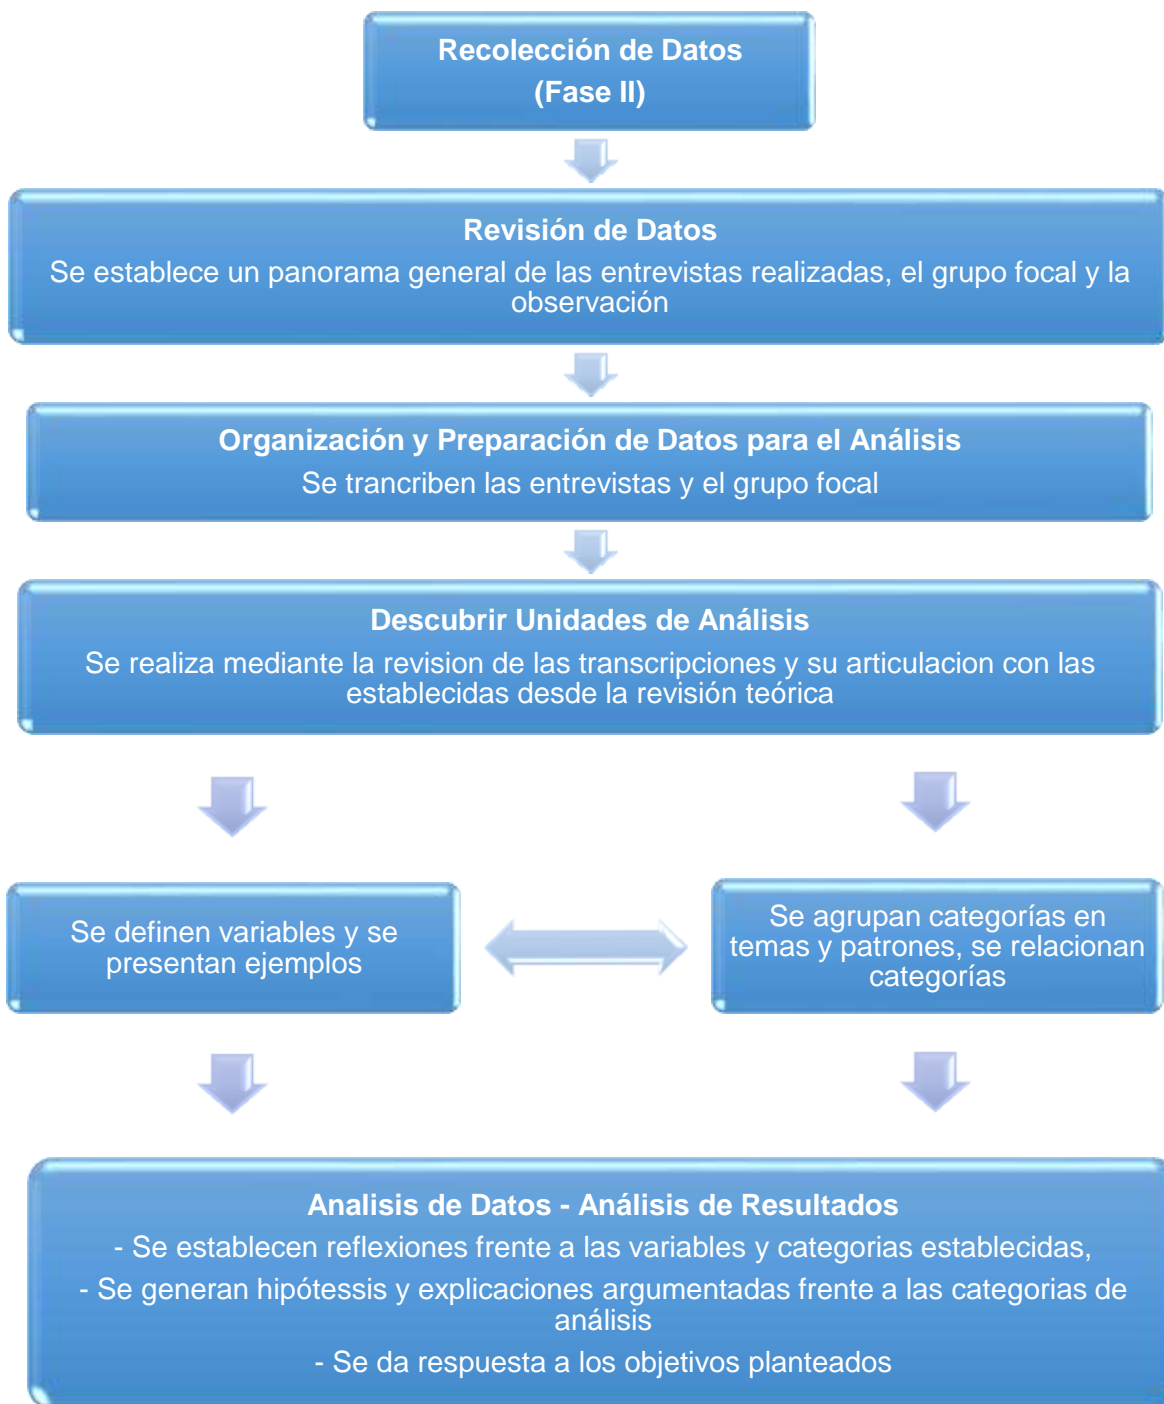 Recolección de Datos
(Fase II)
Revisión de Datos
Se establece un panorama general de las entrevistas realizadas, el grupo focal y la
observación
Organización y Preparación de Datos para el Análisis
Se trancriben las entrevistas y el grupo focal
Descubrir Unidades de Análisis
Se realiza mediante la revision de las transcripciones y su articulacion con las
establecidas desde la revisión teórica
Se definen variables y se
presentan ejemplos
Se agrupan categorías en
temas y patrones, se relacionan
categorías
Analisis de Datos - Análisis de Resultados
- Se establecen reflexiones frente a las variables y categorias establecidas,
- Se generan hipótessis y explicaciones argumentadas frente a las categorias de
análisis
- Se da respuesta a los objetivos planteados